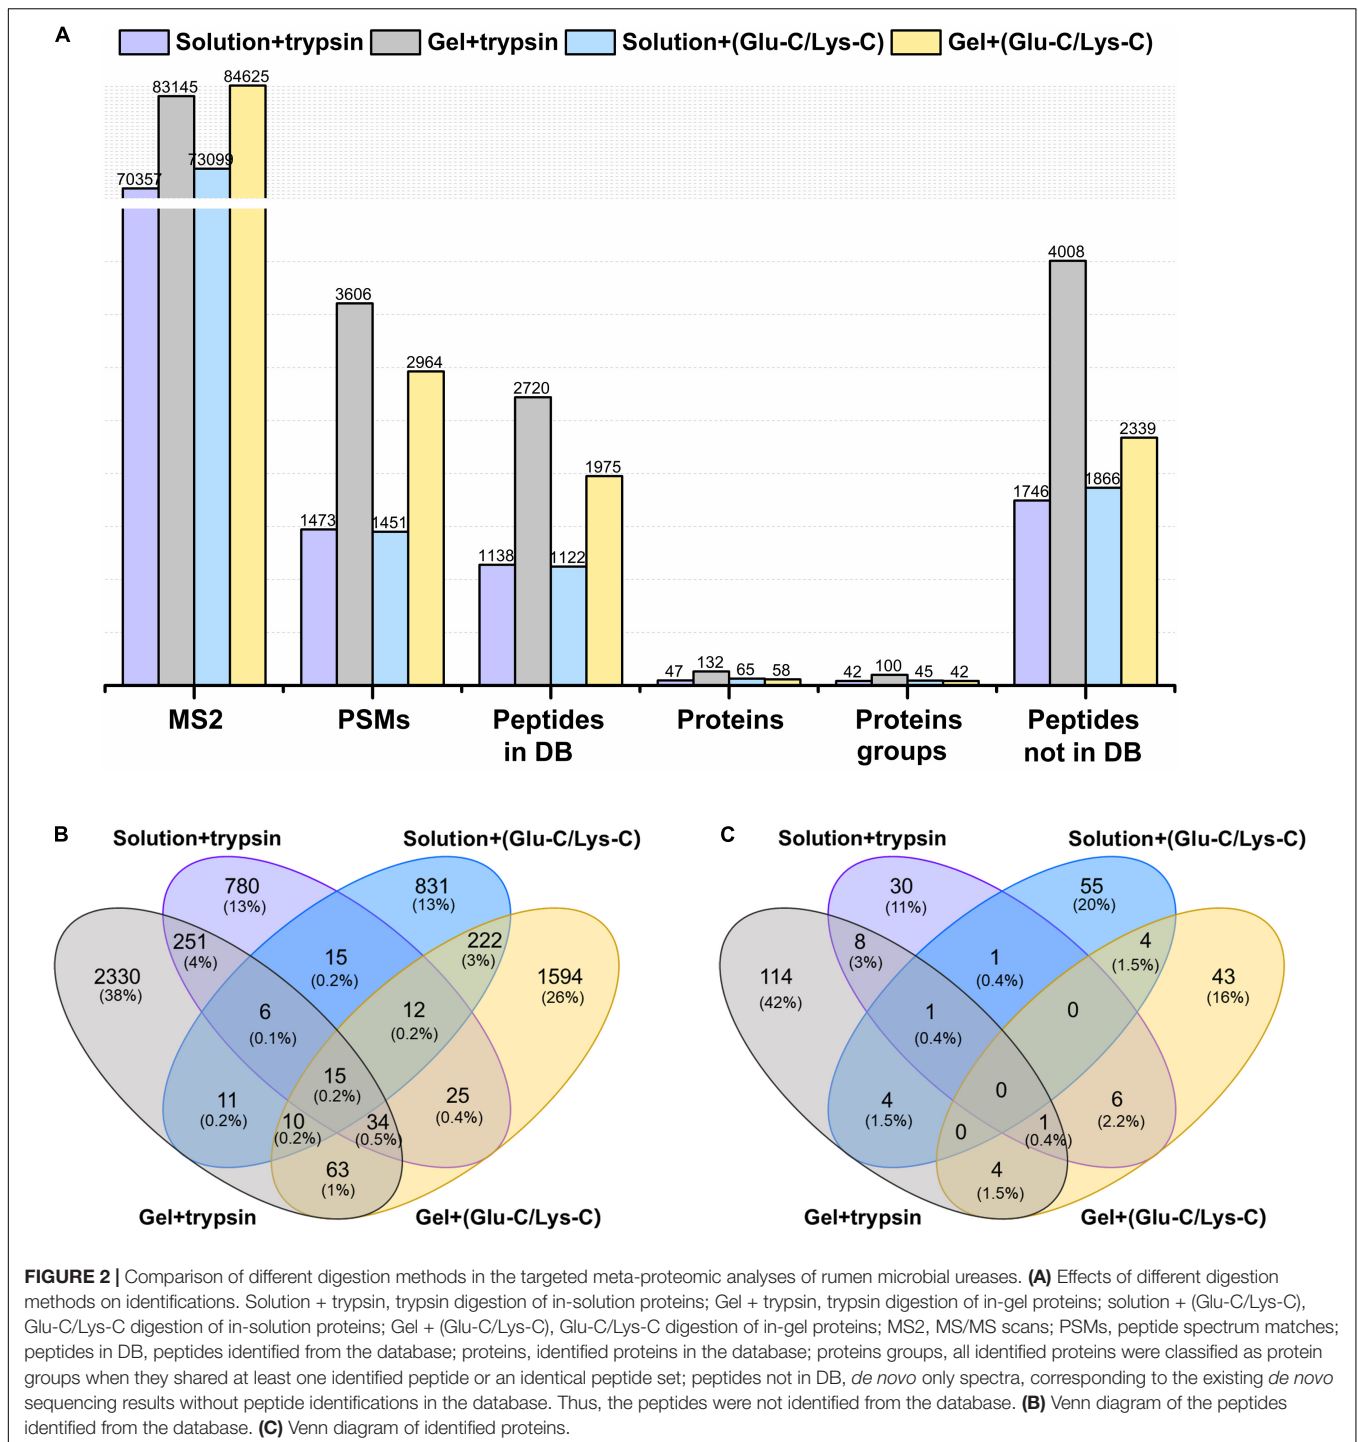 A
Solution+trypsin Gel+trypsin Solution+(Glu-C/Lys-C) Gel+(Glu-C/Lys-C)
70357 83145 73099 84625
1473 3606 1451 2964
1138 2720 1122 1975
47 132 65 58
42 100 45 42
1746 4008 1866 2339
MS2 PSMs Peptides in DB Proteins Proteins groups Peptides not in DB
B
Solution+trypsin Solution+(Glu-C/Lys-C)
780
(13%)
831
(13%)
251
(4%)
15
(0.2%)
222
(3%)
2330
(38%)
1594
(26%)
6
(0.1%)
12
(0.2%)
15
(0.2%)
11
(0.2%)
10
(0.2%)
34
(0.5%)
25
(0.4%)
63
(1%)
Gel+trypsin Gel+(Glu-C/Lys-C)
C
Solution+trypsin Solution+(Glu-C/Lys-C)
30
(11%)
55
(20%)
8
(3%)
1
(0.4%)
4
(1.5%)
114
(42%)
43
(16%)
1
(0.4%)
0
0
4
(1.5%)
0
1
(0.4%)
6
(2.2%)
4
(1.5%)
Gel+trypsin Gel+(Glu-C/Lys-C)
FIGURE 2 | Comparison of different digestion methods in the targeted meta-proteomic analyses of rumen microbial ureases. (A) Effects of different digestion
methods on identifications. Solution + trypsin, trypsin digestion of in-solution proteins; Gel + trypsin, trypsin digestion of in-gel proteins; solution + (Glu-C/Lys-C),
Glu-C/Lys-C digestion of in-solution proteins; Gel + (Glu-C/Lys-C), Glu-C/Lys-C digestion of in-gel proteins; MS2, MS/MS scans; PSMs, peptide spectrum matches;
peptides in DB, peptides identified from the database; proteins, identified proteins in the database; proteins groups, all identified proteins were classified as protein
groups when they shared at least one identified peptide or an identical peptide set; peptides not in DB, de novo only spectra, corresponding to the existing de novo
sequencing results without peptide identifications in the database. Thus, the peptides were not identified from the database. (B) Venn diagram of the peptides
identified from the database. (C) Venn diagram of identified proteins.